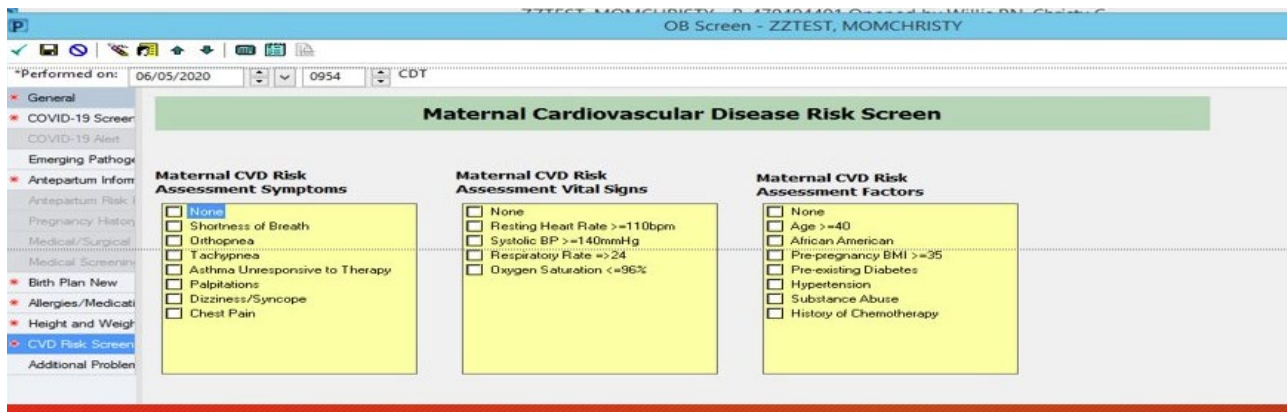 OB Screen - ZZTEST, MOMCHRISTY
*Performed on: 06/05/2020 0954 CDT
General
COVID-19 Screen
COVID-19 Alert
Emerging Pathoge
Antepartum Inform
Antepartum Risk
Pregnancy History
Medical/Surgical
Medical Screenin
Birth Plan New
Allergies/Medicati
Height and Weigh
CVD Risk Screen
Additional Problen
Maternal Cardiovascular Disease Risk Screen
Maternal CVD Risk
Assessment Symptoms
None
Shortness of Breath
Orthopnea
Tachypnea
Asthma Unresponsive to Therapy
Palpitations
Dizziness/Syncope
Chest Pain
Maternal CVD Risk
Assessment Vital Signs
None
Resting Heart Rate >=110bpm
Systolic BP >=140mmHg
Respiratory Rate =>24
Oxygen Saturation <=96%
Maternal CVD Risk
Assessment Factors
None
Age >=40
African American
Pre-pregnancy BMI >=35
Pre-existing Diabetes
Hypertension
Substance Abuse
History of Chemotherapy